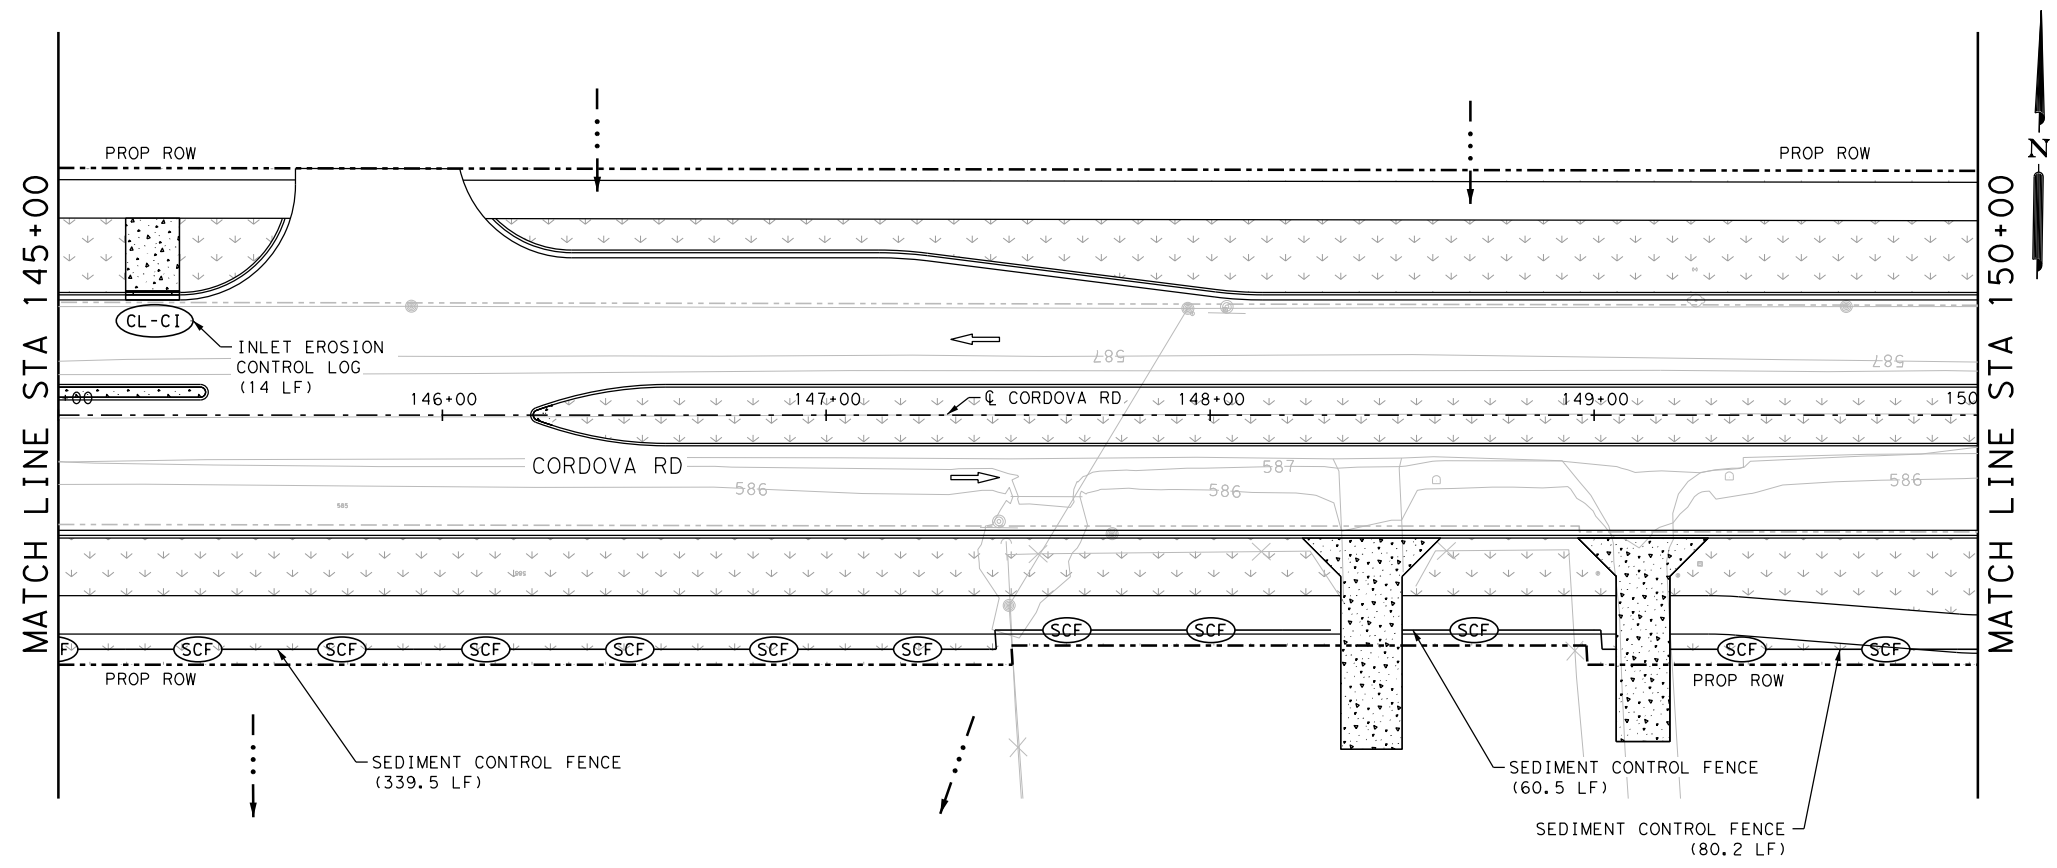 PROP ROW
PROP ROW
N
MATCH LINE STA 145+00
MATCH LINE STA 150+00
CL-CI
INLET EROSION
CONTROL LOG
(14 LF)
587
587
+00
146+00
147+00
℄ CORDOVA RD
148+00
149+00
150
CORDOVA RD
587
586
586
586
585
585
SCF
SCF
SCF
F
SCF
SCF
SCF
SCF
SCF
SCF
SCF
SCF
PROP ROW
PROP ROW
SEDIMENT CONTROL FENCE
(339.5 LF)
SEDIMENT CONTROL FENCE
(60.5 LF)
SEDIMENT CONTROL FENCE
(80.2 LF)